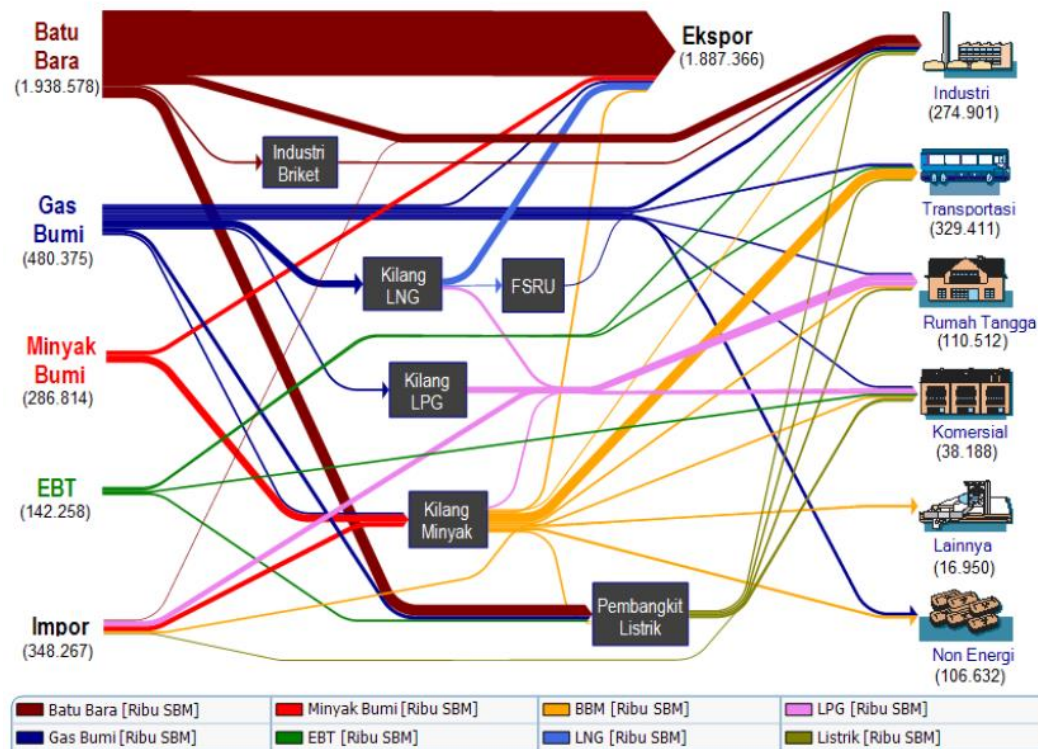 Batu
Bara
(1.938.578)
Ekspor
(1.887.366)
Industri
(274.901)
Industri
Briket
Gas
Bumi
(480.375)
Transportasi
(329.411)
Kilang
LNG
FSRU
Rumah Tangga
(110.512)
Minyak
Bumi
(286.814)
Kilang
LPG
Komersial
(38.188)
EBT
(142.258)
Kilang
Minyak
Lainnya
(16.950)
Impor
(348.267)
Pembangkit
Listrik
Non Energi
(106.632)
Batu Bara [Ribu SBM]
Minyak Bumi [Ribu SBM]
BBM [Ribu SBM]
LPG [Ribu SBM]
Gas Bumi [Ribu SBM]
EBT [Ribu SBM]
LNG [Ribu SBM]
Listrik [Ribu SBM]